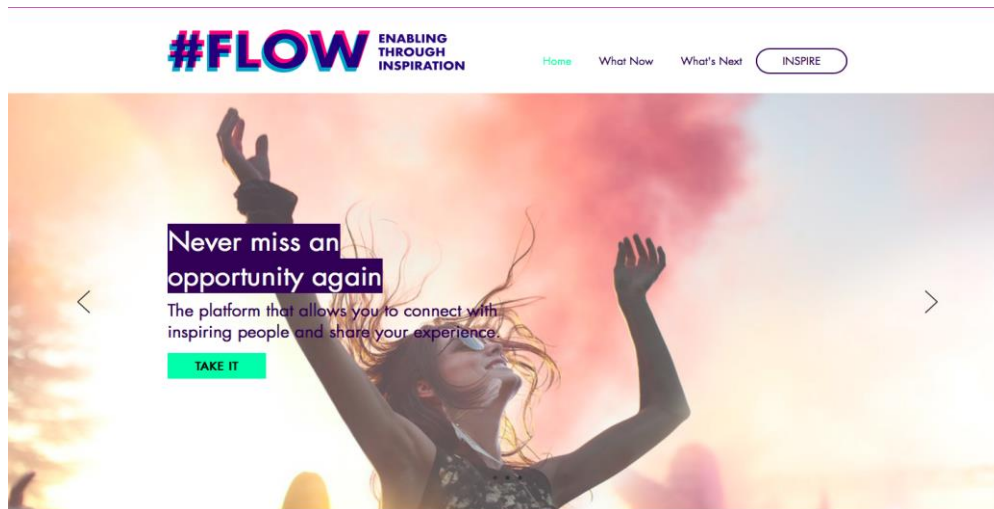 #FLOW
ENABLING
THROUGH
INSPIRATION
Home What Now What's Next INSPIRE
Never miss an
opportunity again
The platform that allows you to connect with
inspiring people and share your experience.
TAKE IT